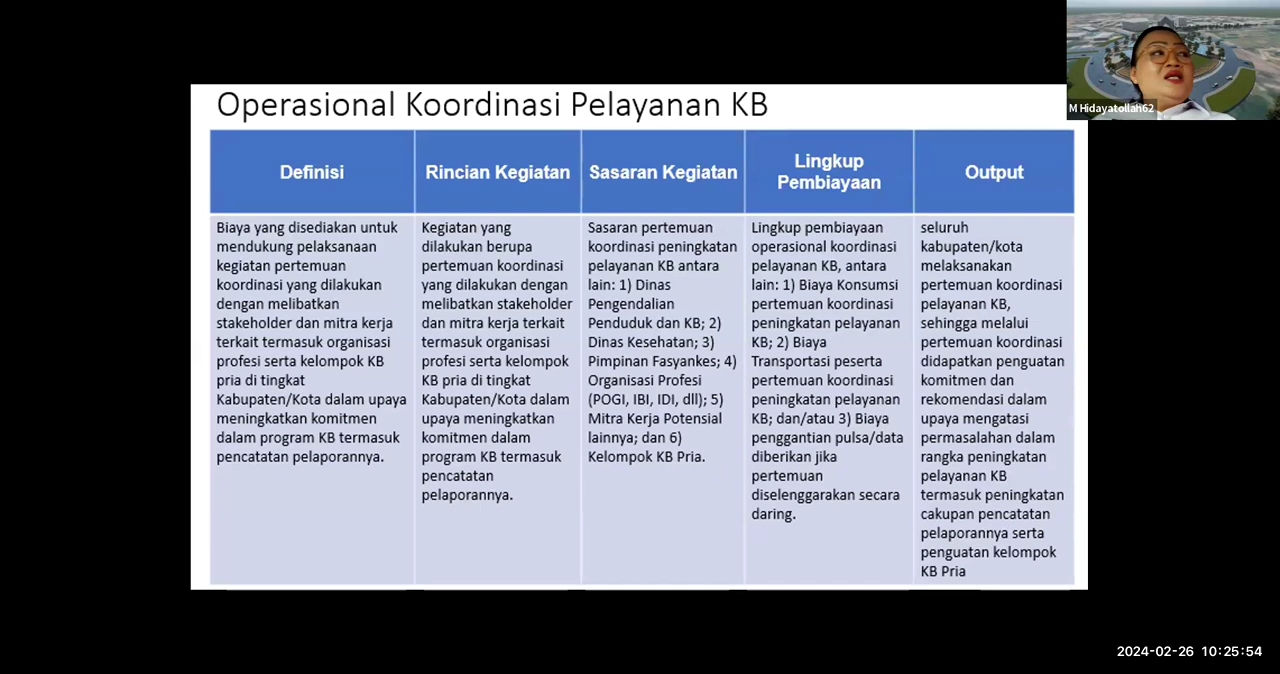 Operasional Koordinasi Pelayanan KB
Definisi
Rincian Kegiatan
Sasaran Kegiatan
Lingkup
Pembiayaan
Output
Biaya yang disediakan untuk
mendukung pelaksanaan
kegiatan pertemuan
koordinasi yang dilakukan
dengan melibatkan
stakeholder dan mitra kerja
terkait termasuk organisasi
profesi serta kelompok KB
pria di tingkat
Kabupaten/Kota dalam upaya
meningkatkan komitmen
dalam program KB termasuk
pencatatan pelaporannya.
Kegiatan yang
dilakukan berupa
pertemuan koordinasi
yang dilakukan dengan
melibatkan stakeholder
dan mitra kerja terkait
termasuk organisasi
profesi serta kelompok
KB pria di tingkat
Kabupaten/Kota dalam
upaya meningkatkan
komitmen dalam
program KB termasuk
pencatatan
pelaporannya.
Sasaran pertemuan
koordinasi peningkatan
pelayanan KB antara
lain: 1) Dinas
Pengendalian
Penduduk dan KB; 2)
Dinas Kesehatan; 3)
Pimpinan Fasyankes; 4)
Organisasi Profesi
(POGI, IBI, IDI, dll); 5)
Mitra Kerja Potensial
lainnya; dan 6)
Kelompok KB Pria.
Lingkup pembiayaan
operasional koordinasi
pelayanan KB, antara
lain: 1) Biaya Konsumsi
pertemuan koordinasi
peningkatan pelayanan
KB; 2) Biaya
Transportasi peserta
pertemuan koordinasi
peningkatan pelayanan
KB; dan/atau 3) Biaya
penggantian pulsa/data
diberikan jika
pertemuan
diselenggarakan secara
daring.
seluruh
kabupaten/kota
melaksanakan
pertemuan koordinasi
pelayanan KB,
sehingga melalui
pertemuan koordinasi
didapatkan penguatan
komitmen dan
rekomendasi dalam
upaya mengatasi
permasalahan dalam
rangka peningkatan
pelayanan KB
termasuk peningkatan
cakupan pencatatan
pelaporannya serta
penguatan kelompok
KB Pria
M Hidayatollah62
2024-02-26 10:25:54